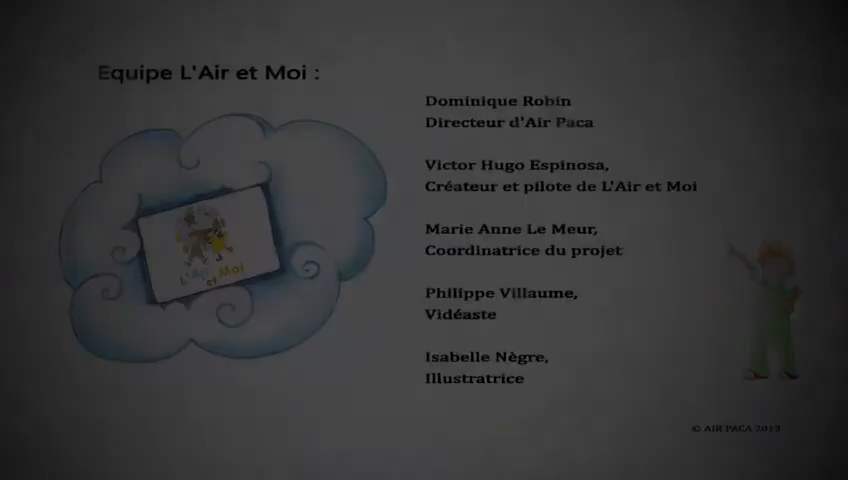 Equipe L'Air et Moi :
Dominique Robin
Directeur d'Air Paca
Victor Hugo Espinosa,
Créateur et pilote de L'Air et Moi
Marie Anne Le Meur,
Coordinatrice du projet
Philippe Villaume,
Vidéaste
Isabelle Nègre,
Illustratrice
L'Air
et Moi
© AIR PACA 2013